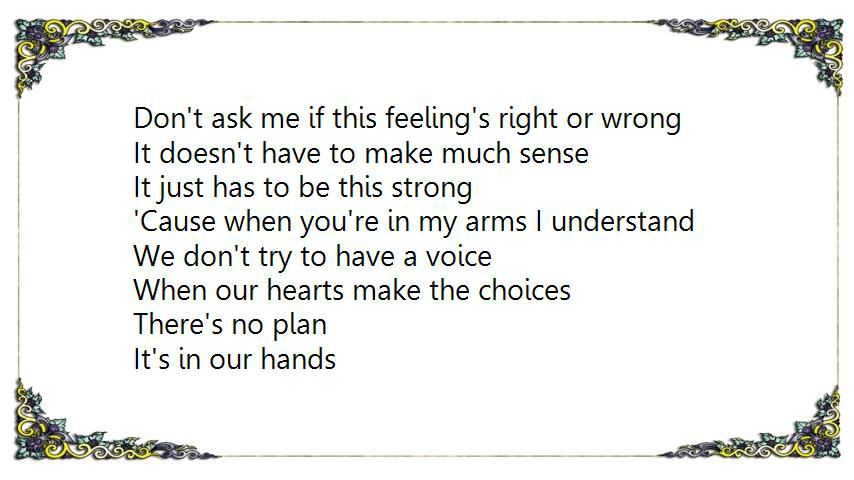 Don't ask me if this feeling's right or wrong
It doesn't have to make much sense
It just has to be this strong
'Cause when you're in my arms I understand
We don't try to have a voice
When our hearts make the choices
There's no plan
It's in our hands